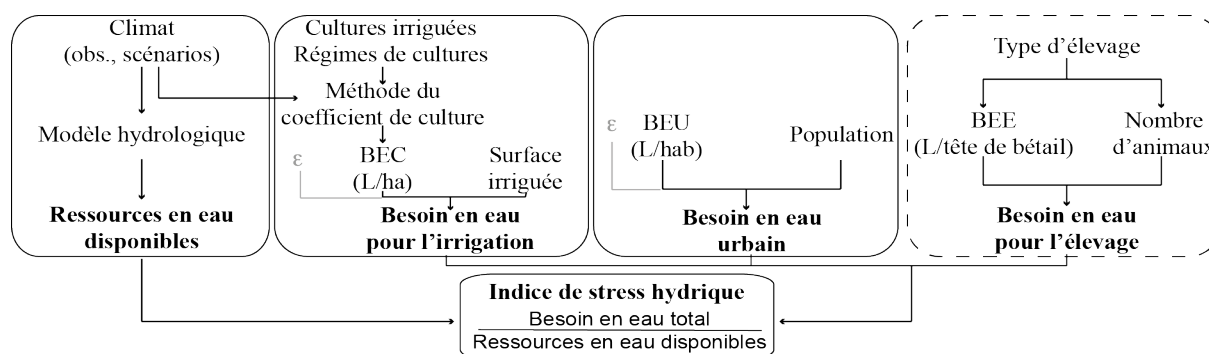 Climat
(obs., scénarios)
Modèle hydrologique
Ressources en eau
disponibles
Cultures irriguées
Régimes de cultures
Méthode du
coefficient de culture
ε
BEC
(L/ha)
Surface
irriguée
Besoin en eau
pour l’irrigation
ε
BEU
(L/hab)
Population
Besoin en eau
urbain
Type d’élevage
BEE
(L/tête de bétail)
Nombre
d’animaux
Besoin en eau
pour l’élevage
Indice de stress hydrique
Besoin en eau total
Ressources en eau disponibles